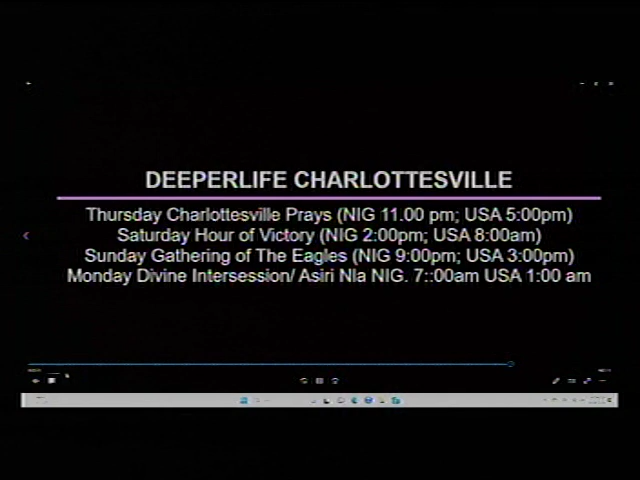 DEEPERLIFE CHARLOTTESVILLE
Thursday Charlottesville Prays (NIG 11.00 pm; USA 5:00pm)
Saturday Hour of Victory (NIG 2:00pm; USA 8:00am)
Sunday Gathering of The Eagles (NIG 9:00pm; USA 3:00pm)
Monday Divine Intersession/ Asiri Nla NIG. 7::00am USA 1:00 am